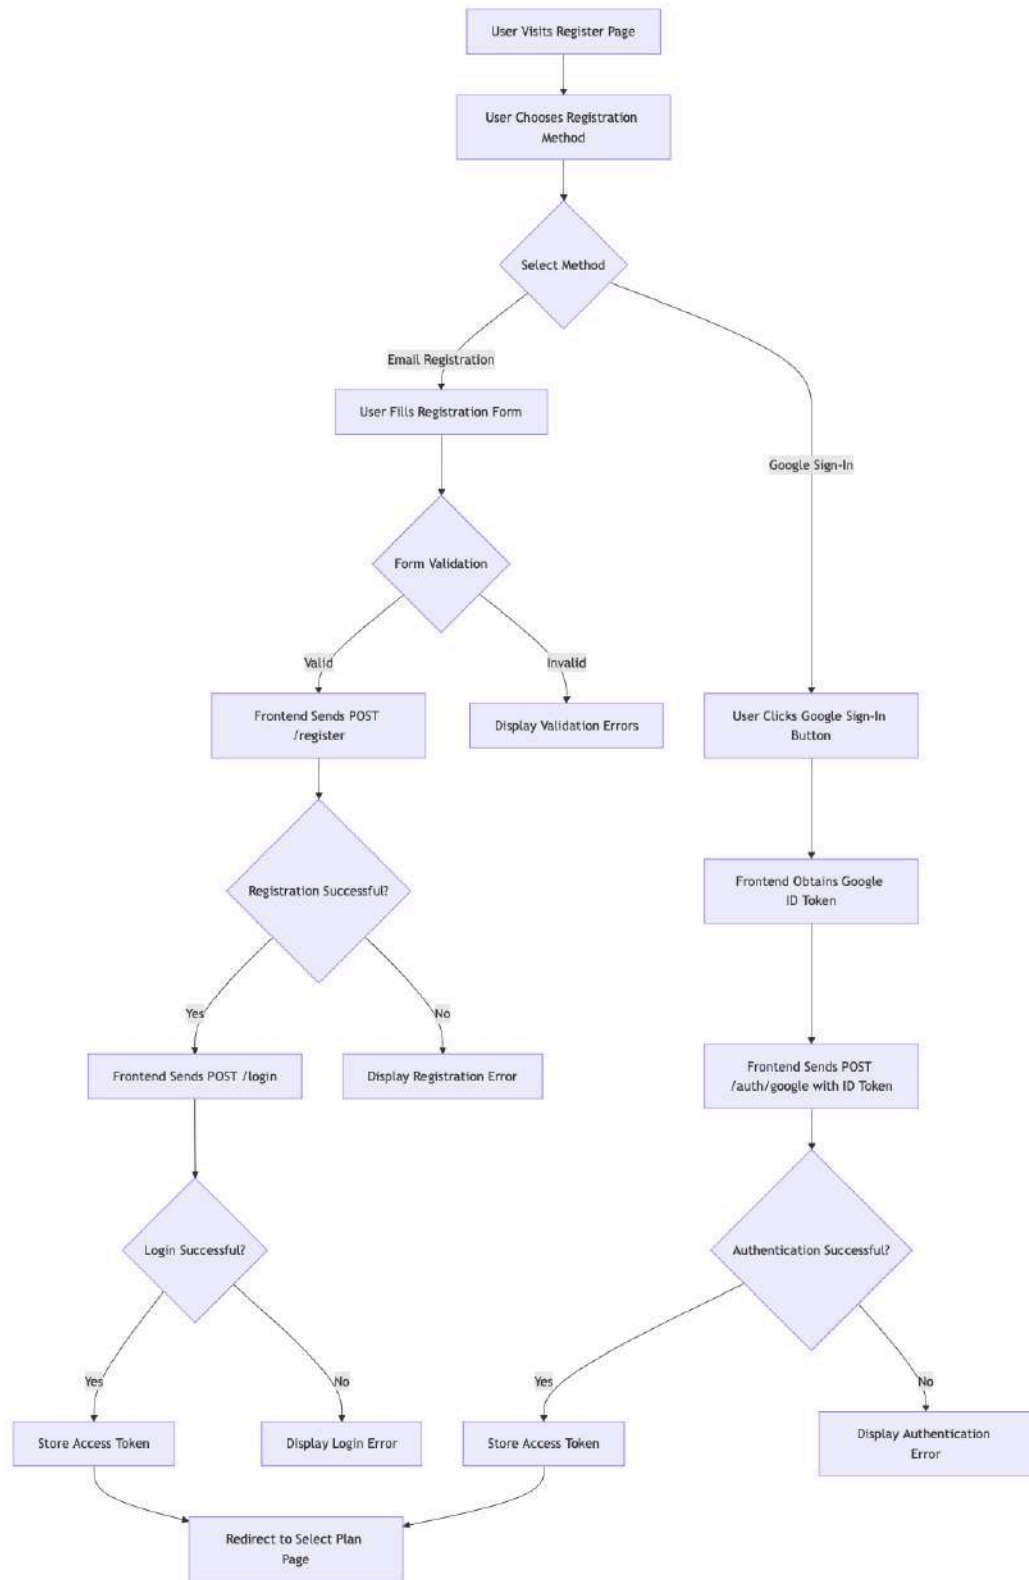 User Visits Register Page
User Chooses Registration
Method
Select Method
Email Registration
User Fills Registration Form
Google Sign-In
Form Validation
Valid
Invalid
Frontend Sends POST
/register
Display Validation Errors
User Clicks Google Sign-In
Button
Registration Successful?
Frontend Obtains Google
ID Token
Yes
No
Frontend Sends POST /login
Display Registration Error
Frontend Sends POST
/auth/google with ID Token
Login Successful?
Authentication Successful?
Yes
No
Yes
No
Store Access Token
Display Login Error
Store Access Token
Display Authentication
Error
Redirect to Select Plan
Page